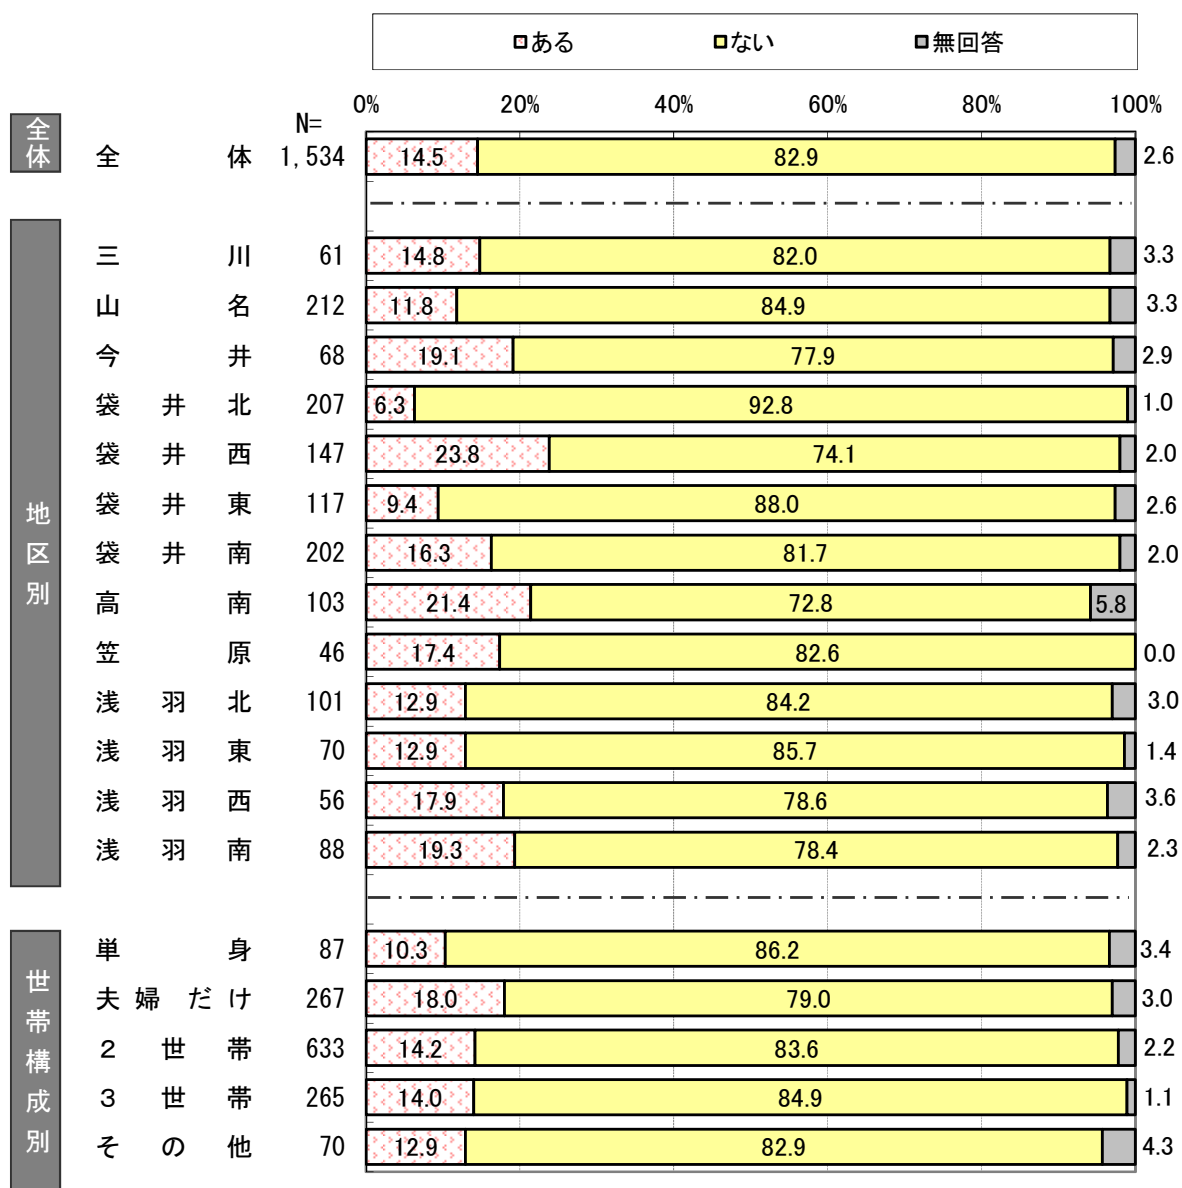 ある ない 無回答
0% 20% 40% 60% 80% 100%
N=
全体
全体 1,534 14.5 82.9 2.6
地区別
三川 61 14.8 82.0 3.3
山名 212 11.8 84.9 3.3
今井 68 19.1 77.9 2.9
袋井北 207 6.3 92.8 1.0
袋井西 147 23.8 74.1 2.0
袋井東 117 9.4 88.0 2.6
袋井南 202 16.3 81.7 2.0
高南 103 21.4 72.8 5.8
笠原 46 17.4 82.6 0.0
浅羽北 101 12.9 84.2 3.0
浅羽東 70 12.9 85.7 1.4
浅羽西 56 17.9 78.6 3.6
浅羽南 88 19.3 78.4 2.3
世帯構成別
単身 87 10.3 86.2 3.4
夫婦だけ 267 18.0 79.0 3.0
２世帯 633 14.2 83.6 2.2
３世帯 265 14.0 84.9 1.1
その他 70 12.9 82.9 4.3